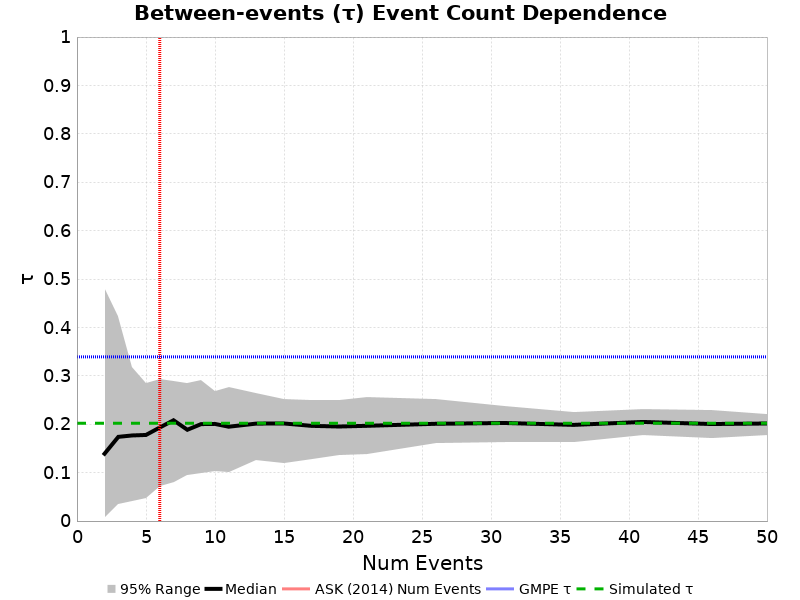 Between-events (τ) Event Count Dependence
1
0.9
0.8
0.7
0.6
0.5
0.4
0.3
0.2
0.1
0
τ
0 5 10 15 20 25 30 35 40 45 50
Num Events
95% Range Median ASK (2014) Num Events GMPE τ Simulated τ